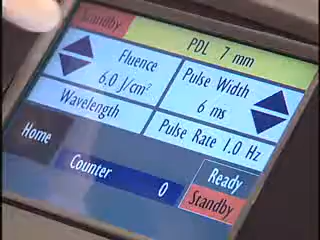 Standby
PDL 7 mm
Fluence
6.0 J/cm²
Pulse Width
6 ms
Wavelength
Pulse Rate 1.0 Hz
Home
Counter 0
Ready
Standby